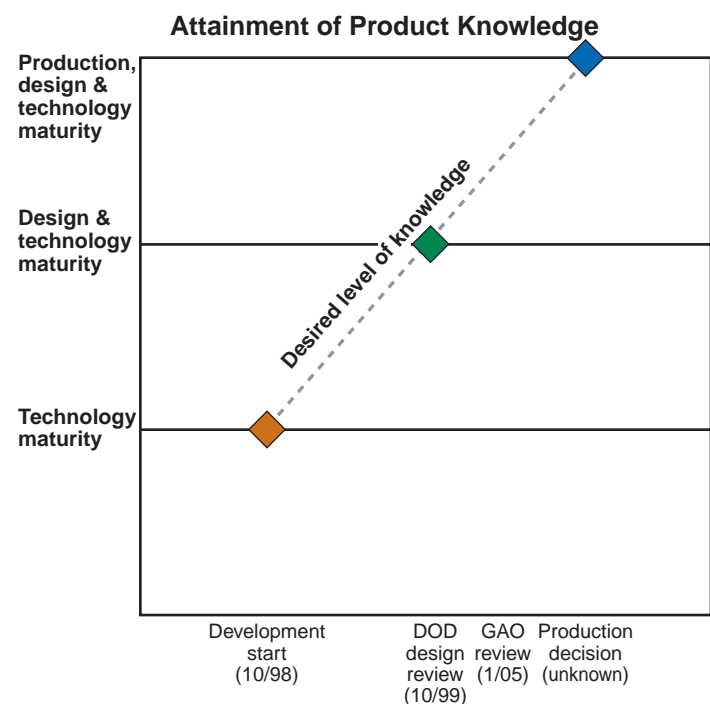 Attainment of Product Knowledge
Production,
design &
technology
maturity
Design &
technology
maturity
Technology
maturity
Desired level of knowledge
Development
start
(10/98)
DOD
design
review
(10/99)
GAO
review
(1/05)
Production
decision
(unknown)